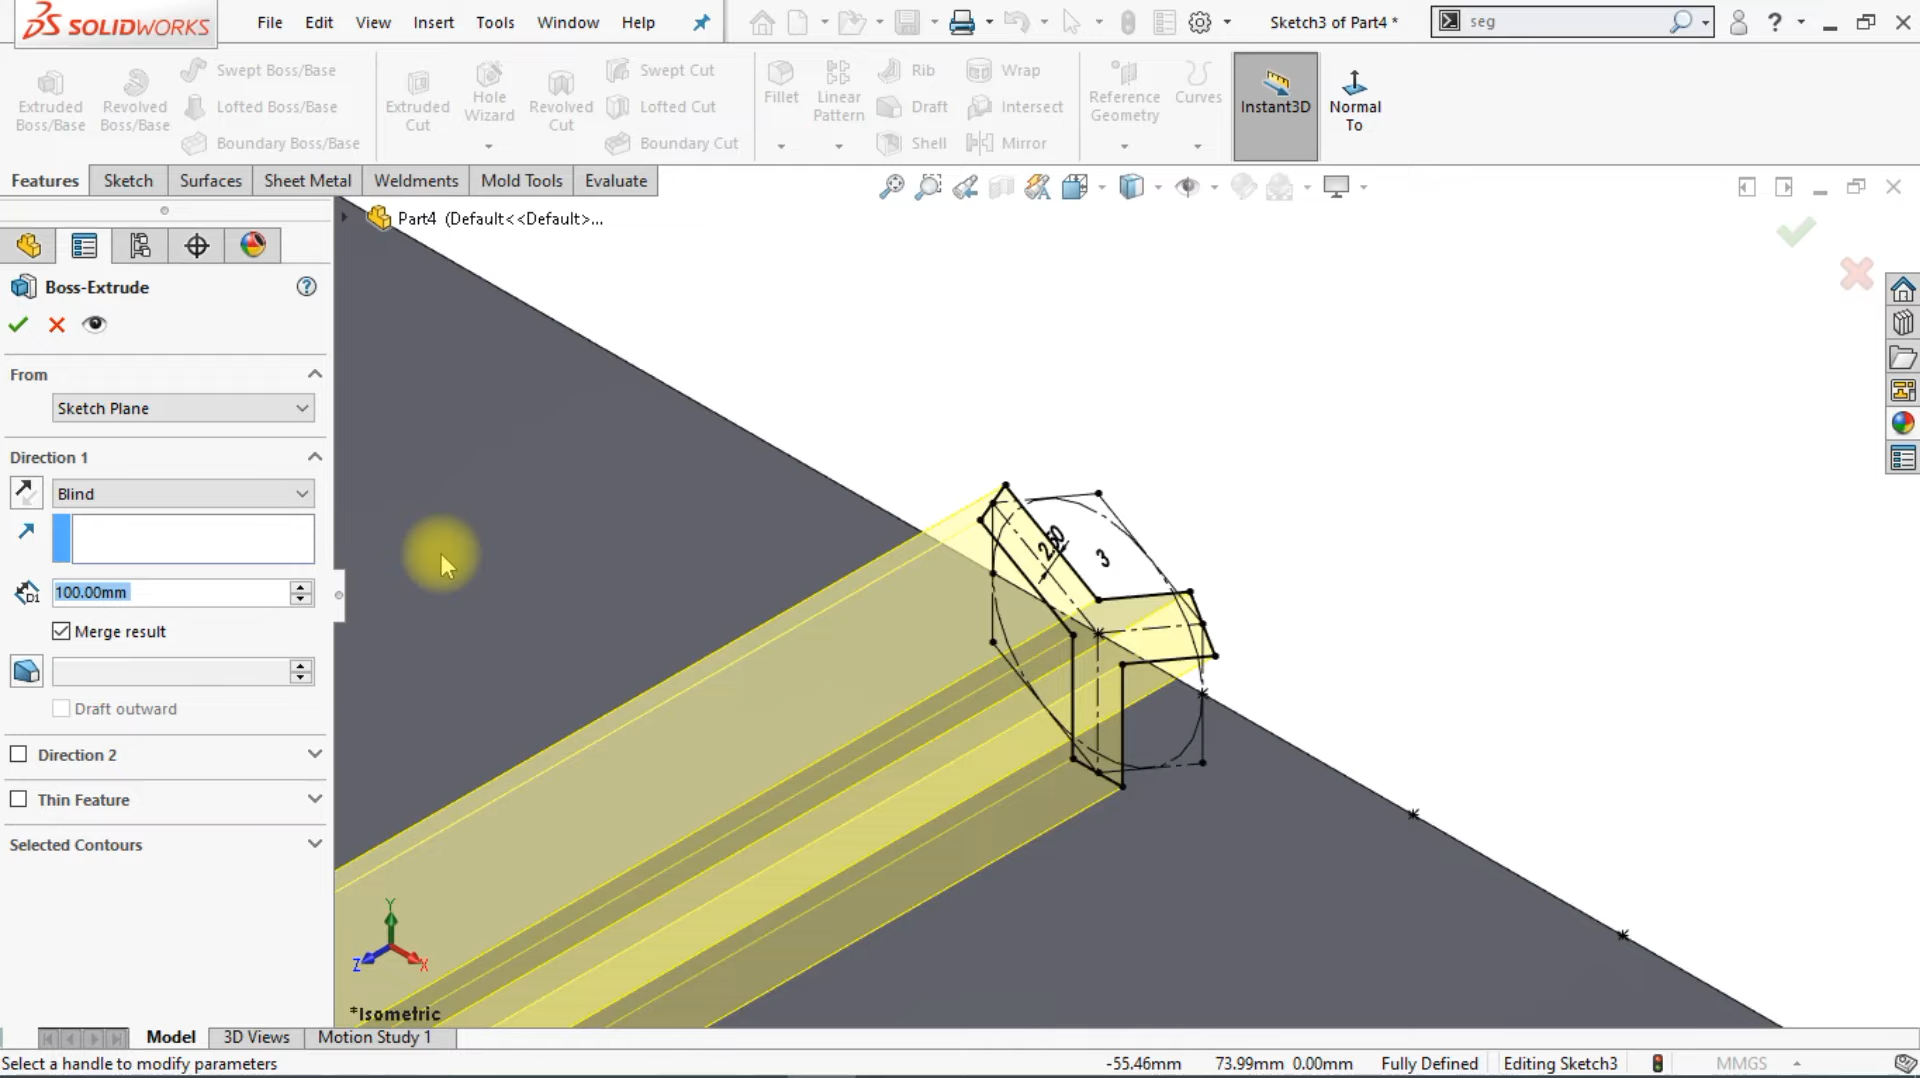 SOLIDWORKS
File Edit View Insert Tools Window Help
Sketch3 of Part4 *
seg
?
Extruded Boss/Base
Revolved Boss/Base
Swept Boss/Base
Lofted Boss/Base
Boundary Boss/Base
Extruded Cut
Hole Wizard
Revolved Cut
Swept Cut
Lofted Cut
Boundary Cut
Fillet
Linear Pattern
Rib
Draft
Shell
Wrap
Intersect
Mirror
Reference Geometry
Curves
Instant3D
Normal To
Features Sketch Surfaces Sheet Metal Weldments Mold Tools Evaluate
Part4 (Default<<Default>...
Boss-Extrude
From
Sketch Plane
Direction 1
Blind
D1 100.00mm
Merge result
Draft outward
Direction 2
Thin Feature
Selected Contours
2.50
3
Y
Z X
*Isometric
Model 3D Views Motion Study 1
Select a handle to modify parameters
-55.46mm 73.99mm 0.00mm Fully Defined Editing Sketch3 MMGS